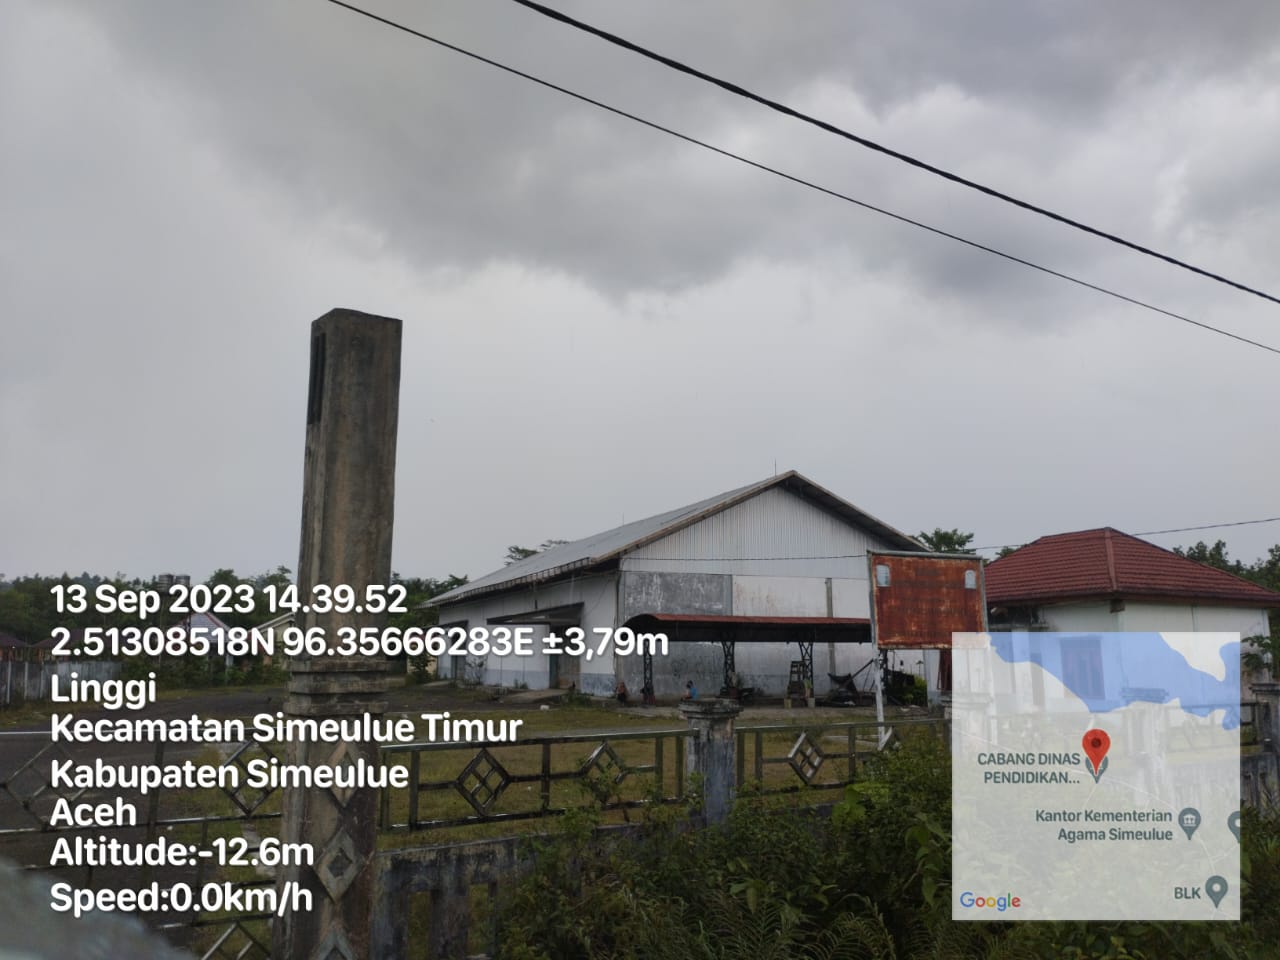 13 Sep 2023 14.39.52
2.51308518N 96.35666283E ±3,79m
Linggi
Kecamatan Simeulue Timur
Kabupaten Simeulue
Aceh
Altitude:-12.6m
Speed:0.0km/h
CABANG DINAS
PENDIDIKAN...
Kantor Kementerian
Agama Simeulue
BLK
Google